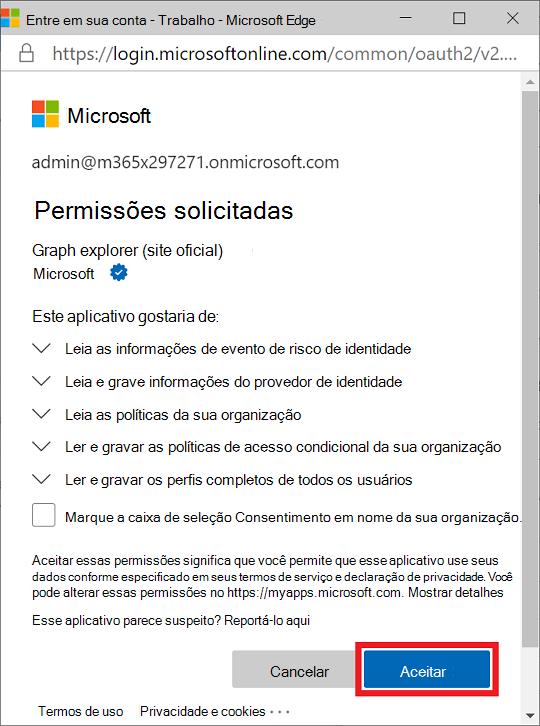 Entre em sua conta - Trabalho - Microsoft Edge
https://login.microsoftonline.com/common/oauth2/v2....
Microsoft
admin@m365x297271.onmicrosoft.com
Permissões solicitadas
Graph explorer (site oficial)
Microsoft
Este aplicativo gostaria de:
Leia as informações de evento de risco de identidade
Leia e grave informações do provedor de identidade
Leia as políticas da sua organização
Ler e gravar as políticas de acesso condicional da sua organização
Ler e gravar os perfis completos de todos os usuários
Marque a caixa de seleção Consentimento em nome da sua organização.
Aceitar essas permissões significa que você permite que esse aplicativo use seus
dados conforme especificado em seus termos de serviço e declaração de privacidade. Você
pode alterar essas permissões no https://myapps.microsoft.com. Mostrar detalhes
Esse aplicativo parece suspeito? Reportá-lo aqui
Cancelar
Aceitar
Termos de uso Privacidade e cookies ...